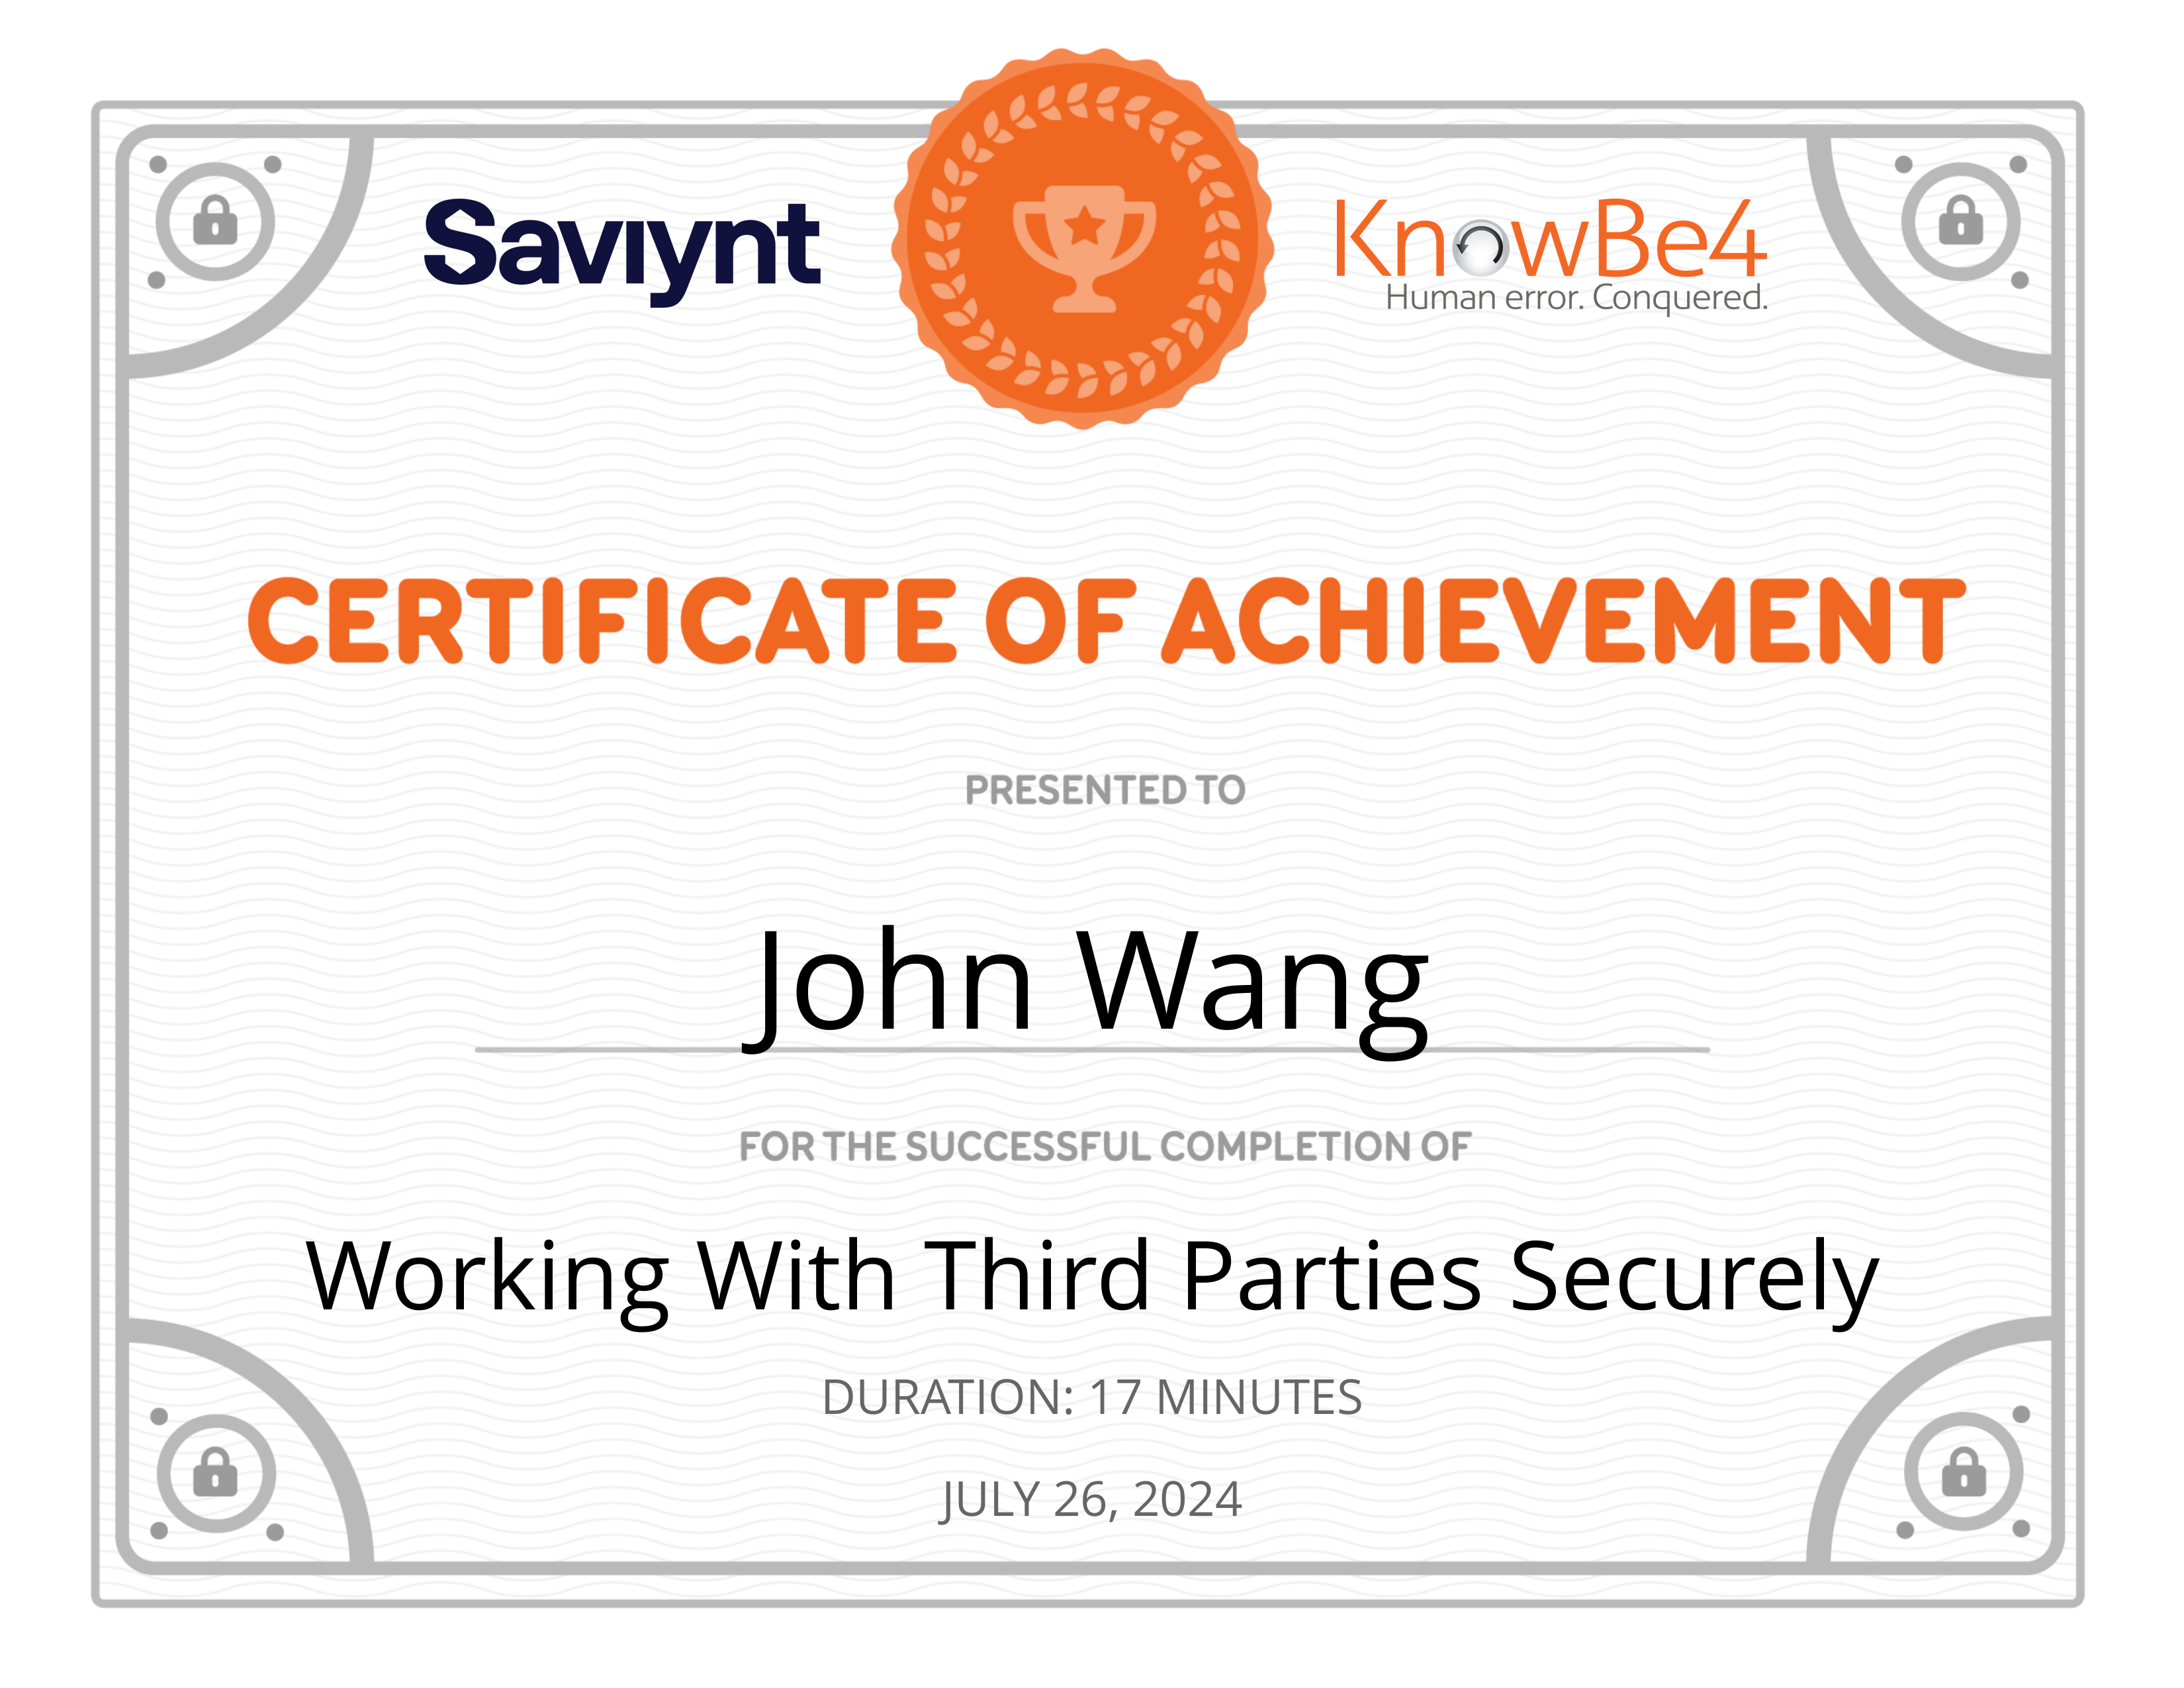 Savıynt
KnowBe4
Human error. Conquered.
CERTIFICATE OF ACHIEVEMENT
PRESENTED TO
John Wang
FOR THE SUCCESSFUL COMPLETION OF
Working With Third Parties Securely
DURATION: 17 MINUTES
JULY 26, 2024